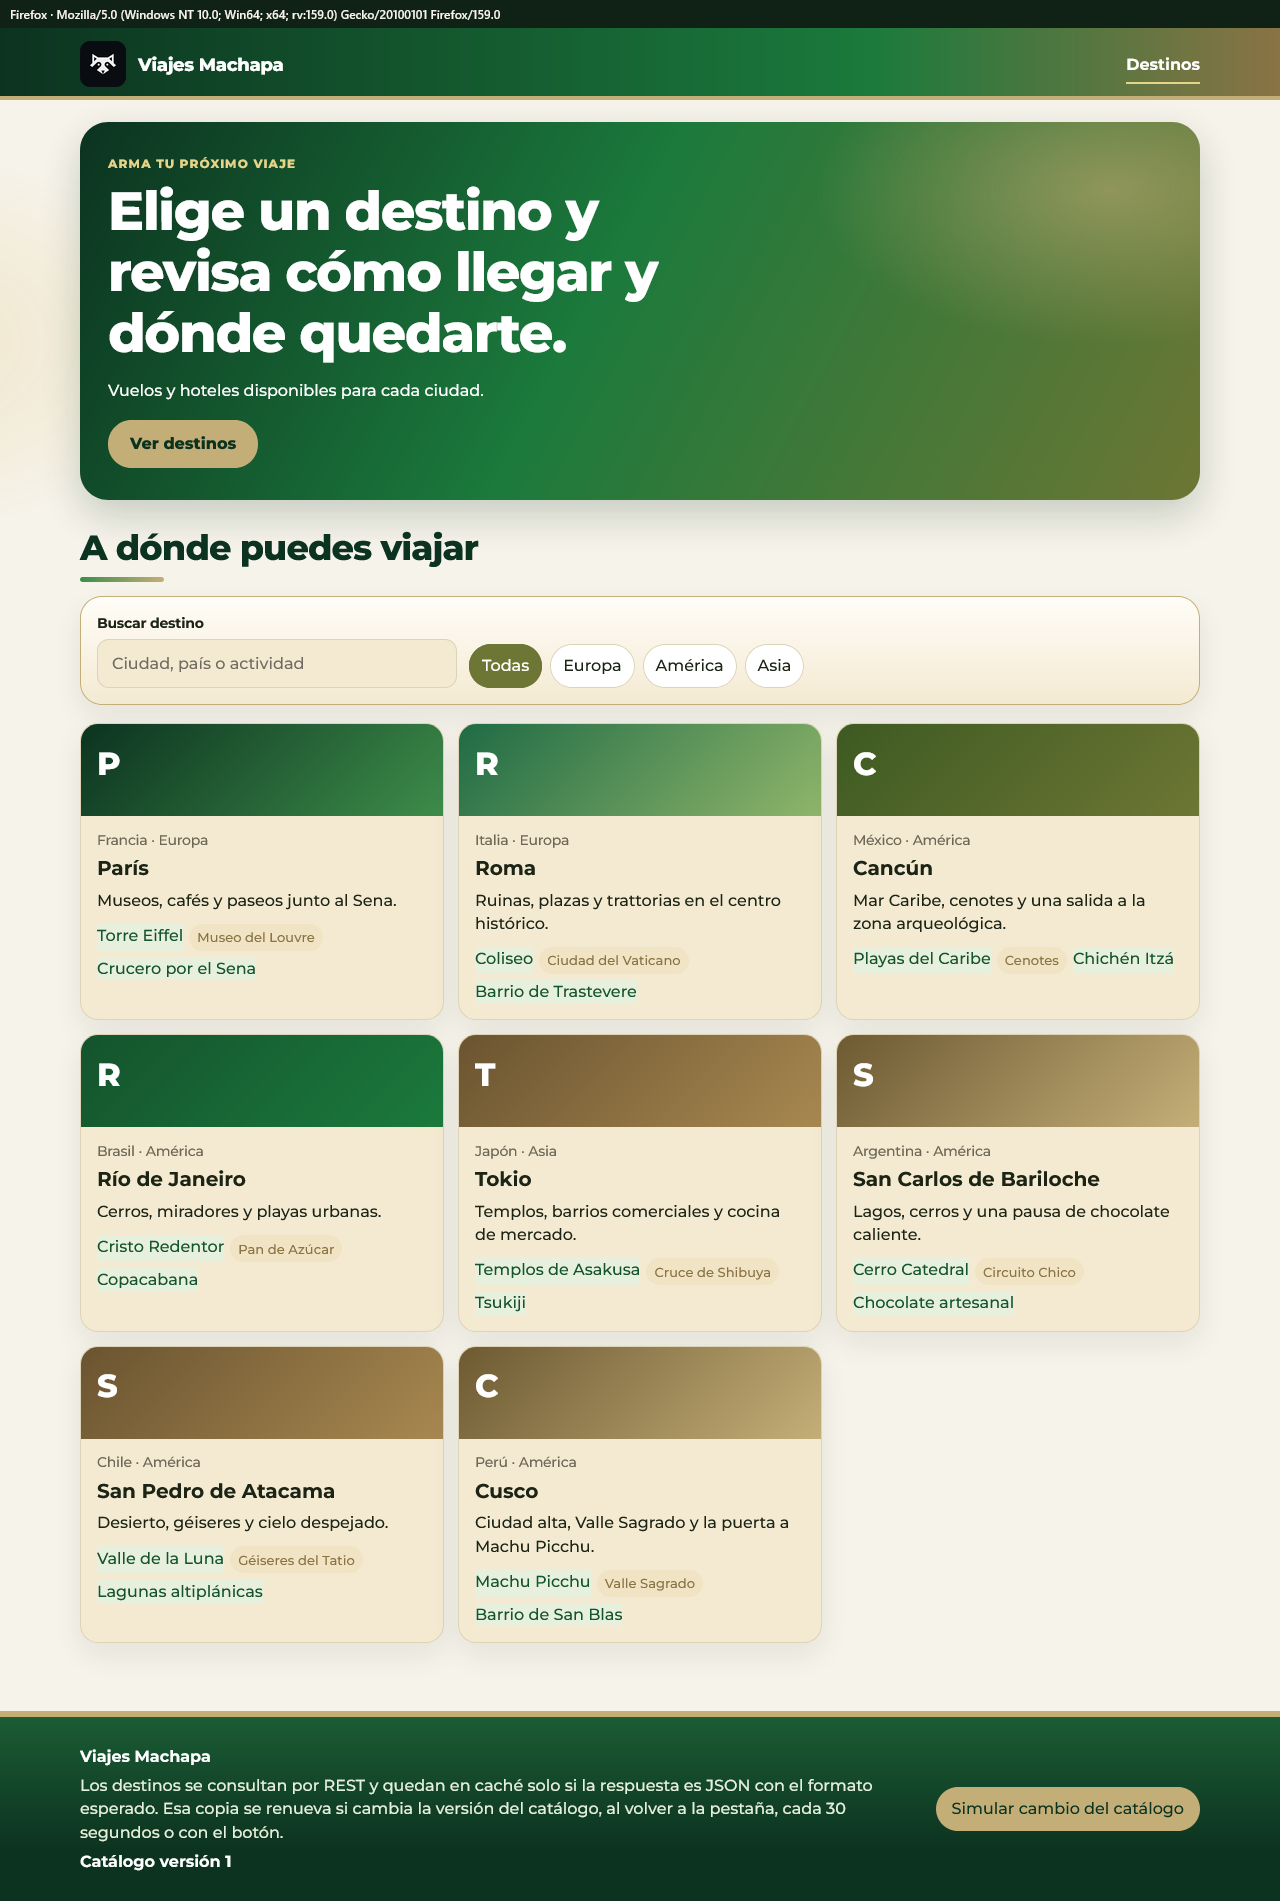 Firefox · Mozilla/5.0 (Windows NT 10.0; Win64; x64; rv:159.0) Gecko/20100101 Firefox/159.0
Viajes Machapa
Destinos
ARMA TU PRÓXIMO VIAJE
Elige un destino y
revisa cómo llegar y
dónde quedarte.
Vuelos y hoteles disponibles para cada ciudad.
Ver destinos
A dónde puedes viajar
Buscar destino
Ciudad, país o actividad
Todas
Europa
América
Asia
P
Francia · Europa
París
Museos, cafés y paseos junto al Sena.
Torre Eiffel Museo del Louvre
Crucero por el Sena
R
Italia · Europa
Roma
Ruinas, plazas y trattorias en el centro
histórico.
Coliseo Ciudad del Vaticano
Barrio de Trastevere
C
México · América
Cancún
Mar Caribe, cenotes y una salida a la
zona arqueológica.
Playas del Caribe Cenotes Chichén Itzá
R
Brasil · América
Río de Janeiro
Cerros, miradores y playas urbanas.
Cristo Redentor Pan de Azúcar
Copacabana
T
Japón · Asia
Tokio
Templos, barrios comerciales y cocina
de mercado.
Templos de Asakusa Cruce de Shibuya
Tsukiji
S
Argentina · América
San Carlos de Bariloche
Lagos, cerros y una pausa de chocolate
caliente.
Cerro Catedral Circuito Chico
Chocolate artesanal
S
Chile · América
San Pedro de Atacama
Desierto, géiseres y cielo despejado.
Valle de la Luna Géiseres del Tatio
Lagunas altiplánicas
C
Perú · América
Cusco
Ciudad alta, Valle Sagrado y la puerta a
Machu Picchu.
Machu Picchu Valle Sagrado
Barrio de San Blas
Viajes Machapa
Los destinos se consultan por REST y quedan en caché solo si la respuesta es JSON con el formato
esperado. Esa copia se renueva si cambia la versión del catálogo, al volver a la pestaña, cada 30
segundos o con el botón.
Catálogo versión 1
Simular cambio del catálogo